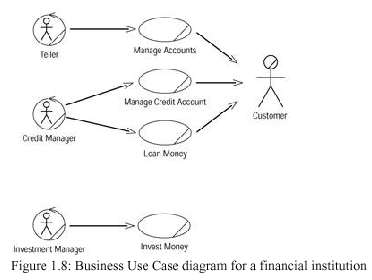 Teller
Manage Accounts
Manage Credit Account
Customer
Credit Manager
Loan Money
Investment Manager
Invest Money
Figure 1.8: Business Use Case diagram for a financial institution